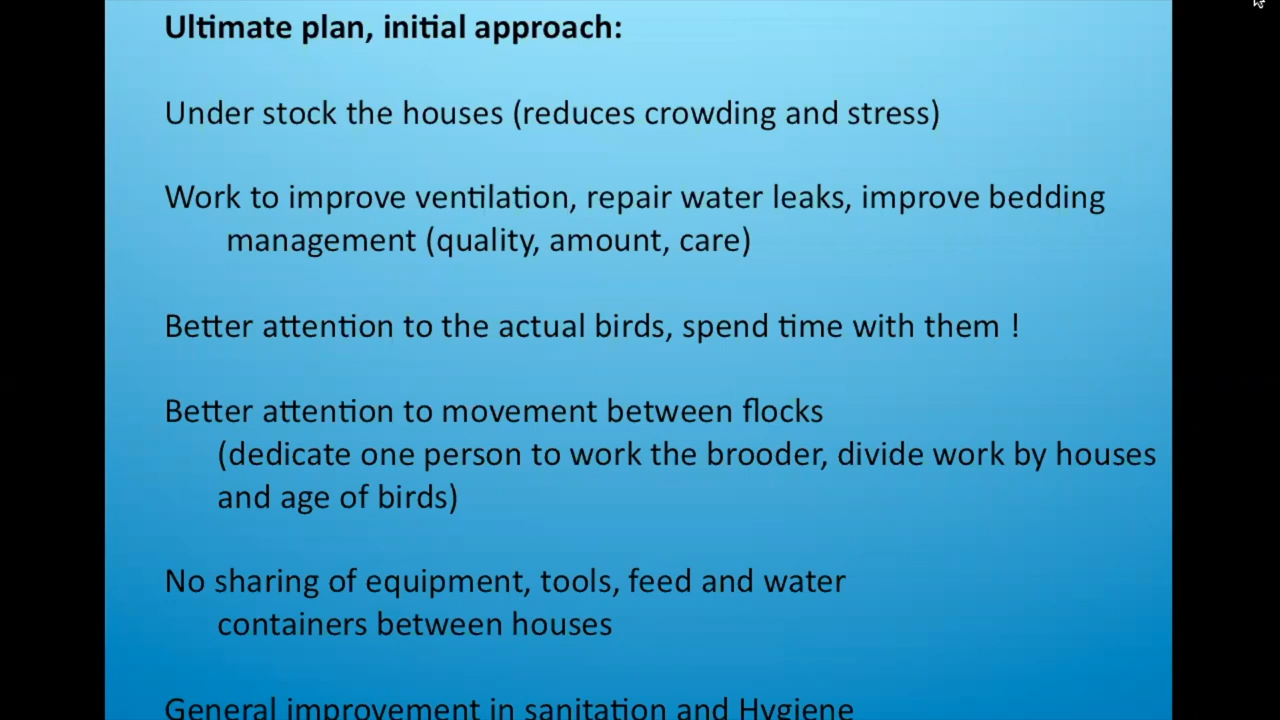 Ultimate plan, initial approach:
Under stock the houses (reduces crowding and stress)
Work to improve ventilation, repair water leaks, improve bedding
management (quality, amount, care)
Better attention to the actual birds, spend time with them !
Better attention to movement between flocks
(dedicate one person to work the brooder, divide work by houses
and age of birds)
No sharing of equipment, tools, feed and water
containers between houses
General improvement in sanitation and Hygiene